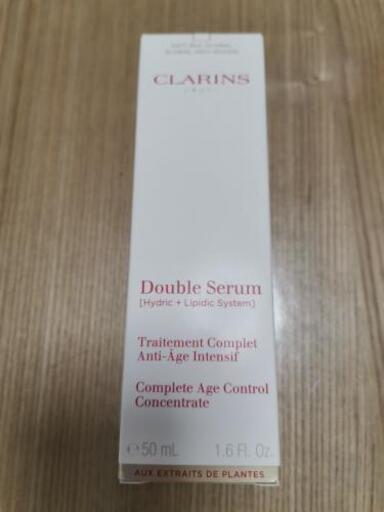 CLARINS
PARIS
Double Serum
[Hydric + Lipidic System]
Traitement Complet
Anti-Âge Intensif
Complete Age Control
Concentrate
℮ 50 mL 1.6 Fl. Oz.
AUX EXTRAITS DE PLANTES